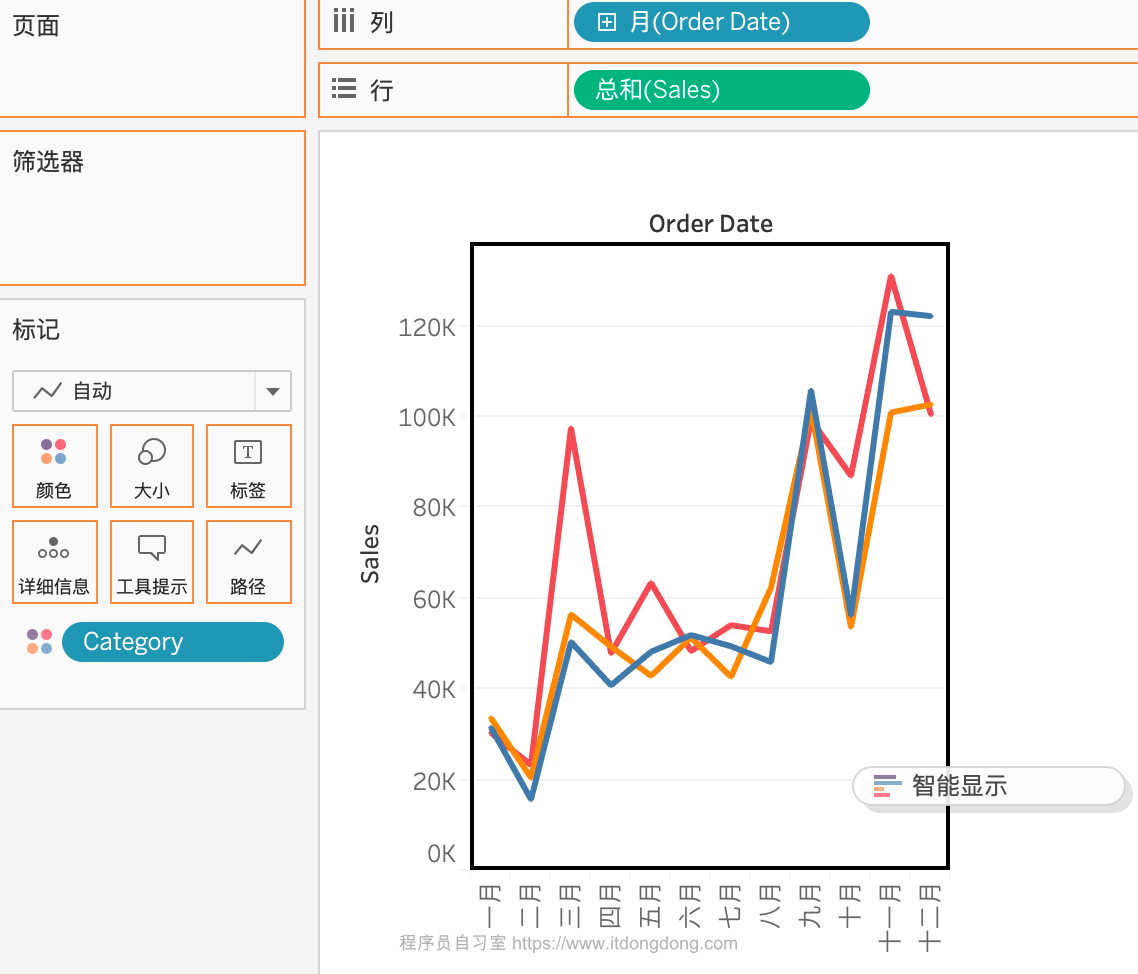 页面
列
月(Order Date)
行
总和(Sales)
筛选器
标记
自动
颜色
大小
T
标签
详细信息
工具提示
路径
Category
Order Date
120K
100K
80K
60K
40K
20K
0K
Sales
智能显示
一月
二月
三月
四月
五月
六月
七月
八月
九月
十月
十一月
十二月
程序员自习室 https://www.itdongdong.com